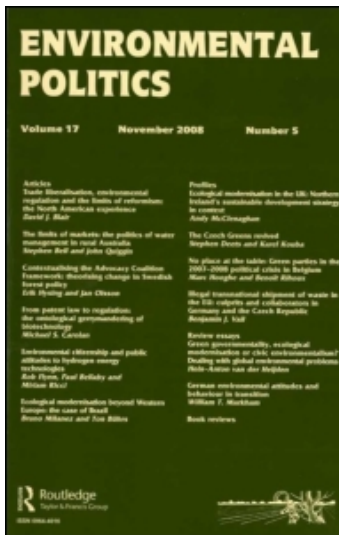 ENVIRONMENTAL
POLITICS
Volume 17 November 2008 Number 5
Articles
Trade liberalisation, environmental
regulation and the limits of reformism:
the North American experience
David J. Blair
The limits of markets: the politics of water
management in rural Australia
Stephen Bell and John Quiggin
Contextualising the Advocacy Coalition
Framework: theorising change in Swedish
forest policy
Erik Hysing and Jan Olsson
From patent law to regulation:
the ontological gerrymandering of
biotechnology
Michael S. Carolan
Environmental citizenship and public
attitudes to hydrogen energy
technologies
Rob Flynn, Paul Bellaby and
Miriam Ricci
Ecological modernisation beyond Western
Europe: the case of Brazil
Bruno Milanez and Ton Bührs
Profiles
Ecological modernisation in the UK: Northern
Ireland's sustainable development strategy
in context
Andy McClenaghan
The Czech Greens revived
Stephen Deets and Karel Kouba
No place at the table: Green parties in the
2007-2008 political crisis in Belgium
Marc Hooghe and Benoît Rihoux
Illegal transnational shipment of waste in
the EU: culprits and collaborators in
Germany and the Czech Republic
Benjamin J. Vail
Review essays
Green governmentality, ecological
modernisation or civic environmentalism?
Dealing with global environmental problems
Hein-Anton van der Heijden
German environmental attitudes and
behaviour in transition
William T. Markham
Book reviews
Routledge
Taylor & Francis Group
ISSN 0964-4016